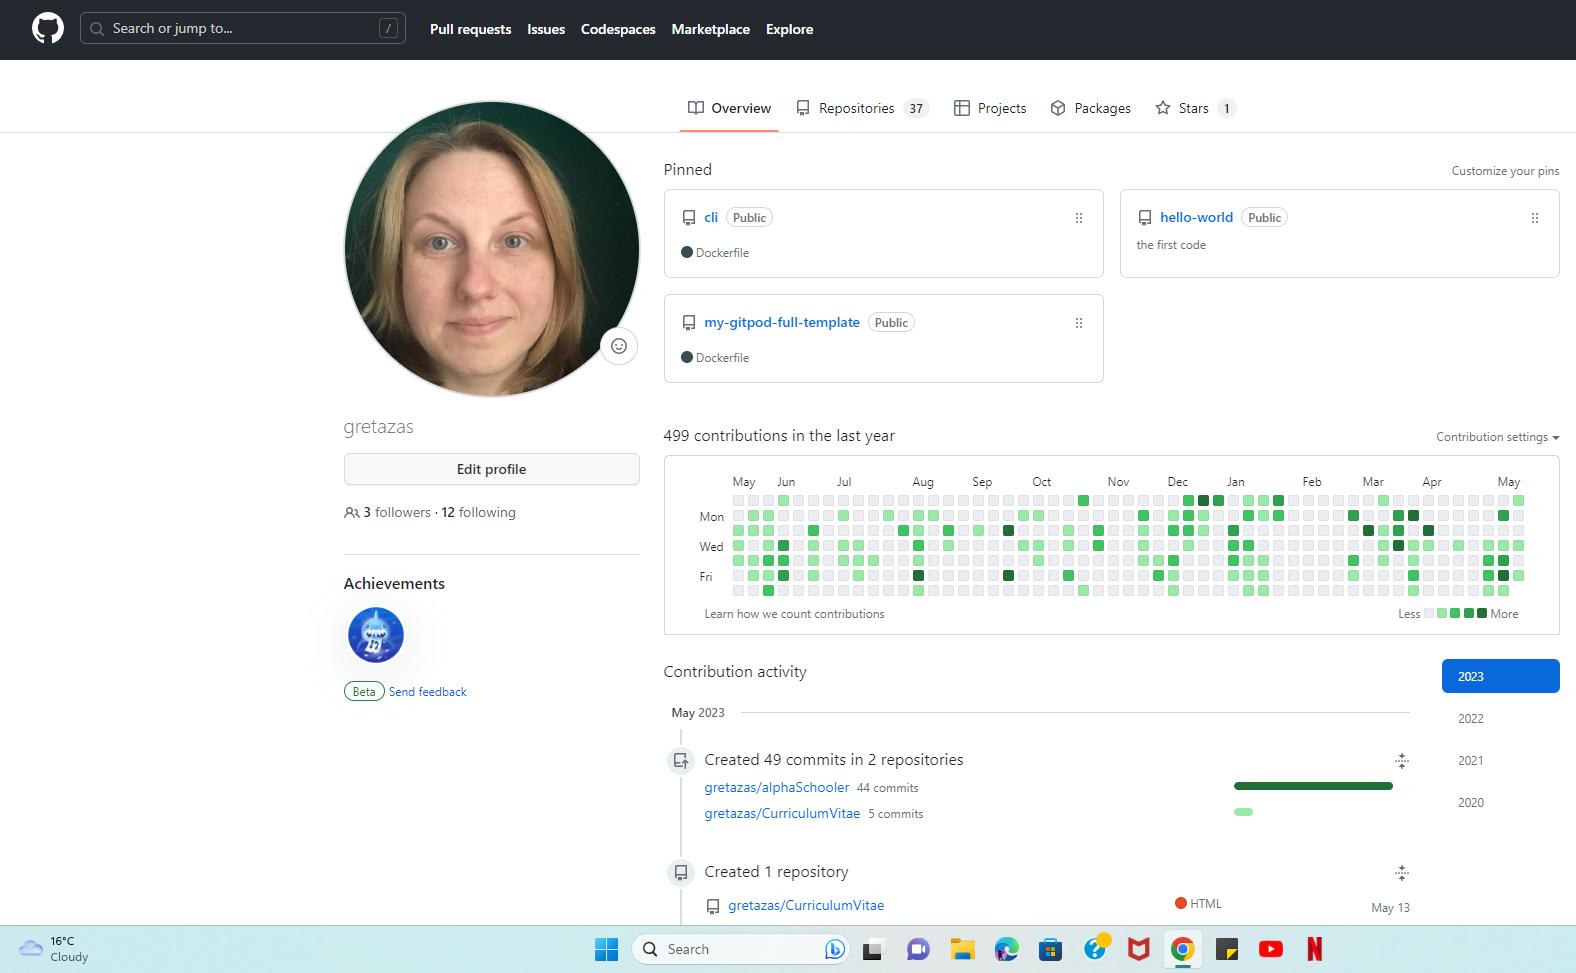 Search or jump to... /
Pull requests Issues Codespaces Marketplace Explore
Overview Repositories 37 Projects Packages Stars 1
Pinned
Customize your pins
cli Public
Dockerfile
hello-world Public
the first code
my-gitpod-full-template Public
Dockerfile
gretazas
Edit profile
3 followers · 12 following
Achievements
Beta Send feedback
499 contributions in the last year
Contribution settings
May Jun Jul Aug Sep Oct Nov Dec Jan Feb Mar Apr May
Mon
Wed
Fri
Learn how we count contributions
Less More
Contribution activity
2023
2022
2021
2020
May 2023
Created 49 commits in 2 repositories
gretazas/alphaSchooler 44 commits
gretazas/CurriculumVitae 5 commits
Created 1 repository
gretazas/CurriculumVitae HTML May 13
16°C
Cloudy
Search